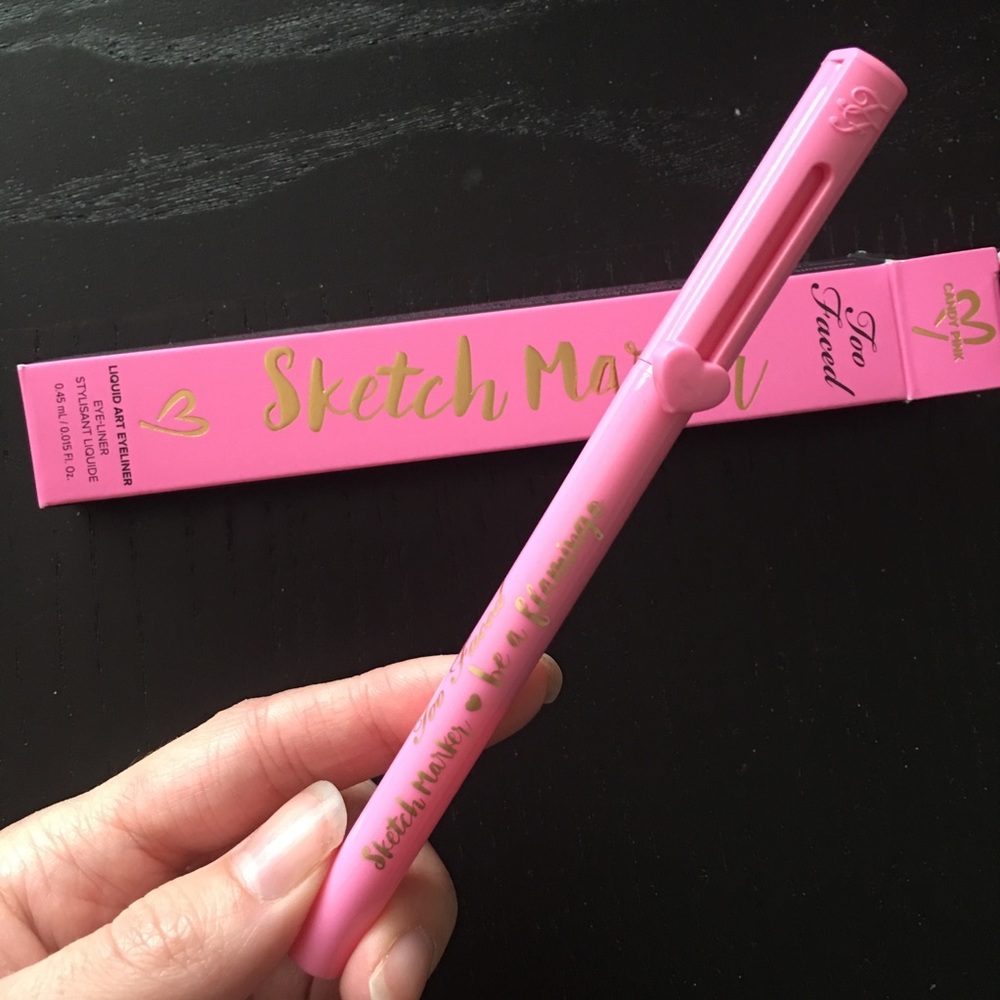 LIQUID ART EYELINER
EYE-LINER
STYLISANT LIQUIDE
0.45 mL / 0.015 Fl. Oz.
Sketch Marker
Too
Faced
CANDY PINK
TF
Too Faced
Sketch Marker be a flamingo